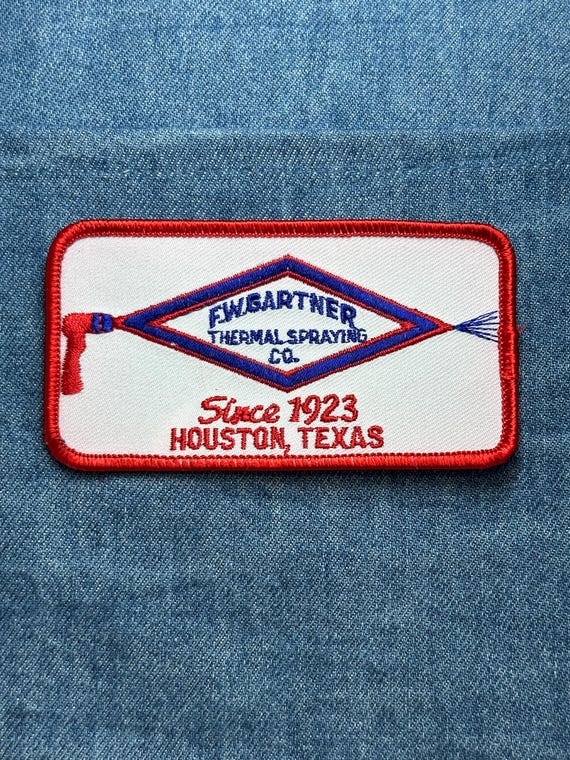 F.W. GARTNER
THERMAL SPRAYING
CO.
Since 1923
HOUSTON, TEXAS